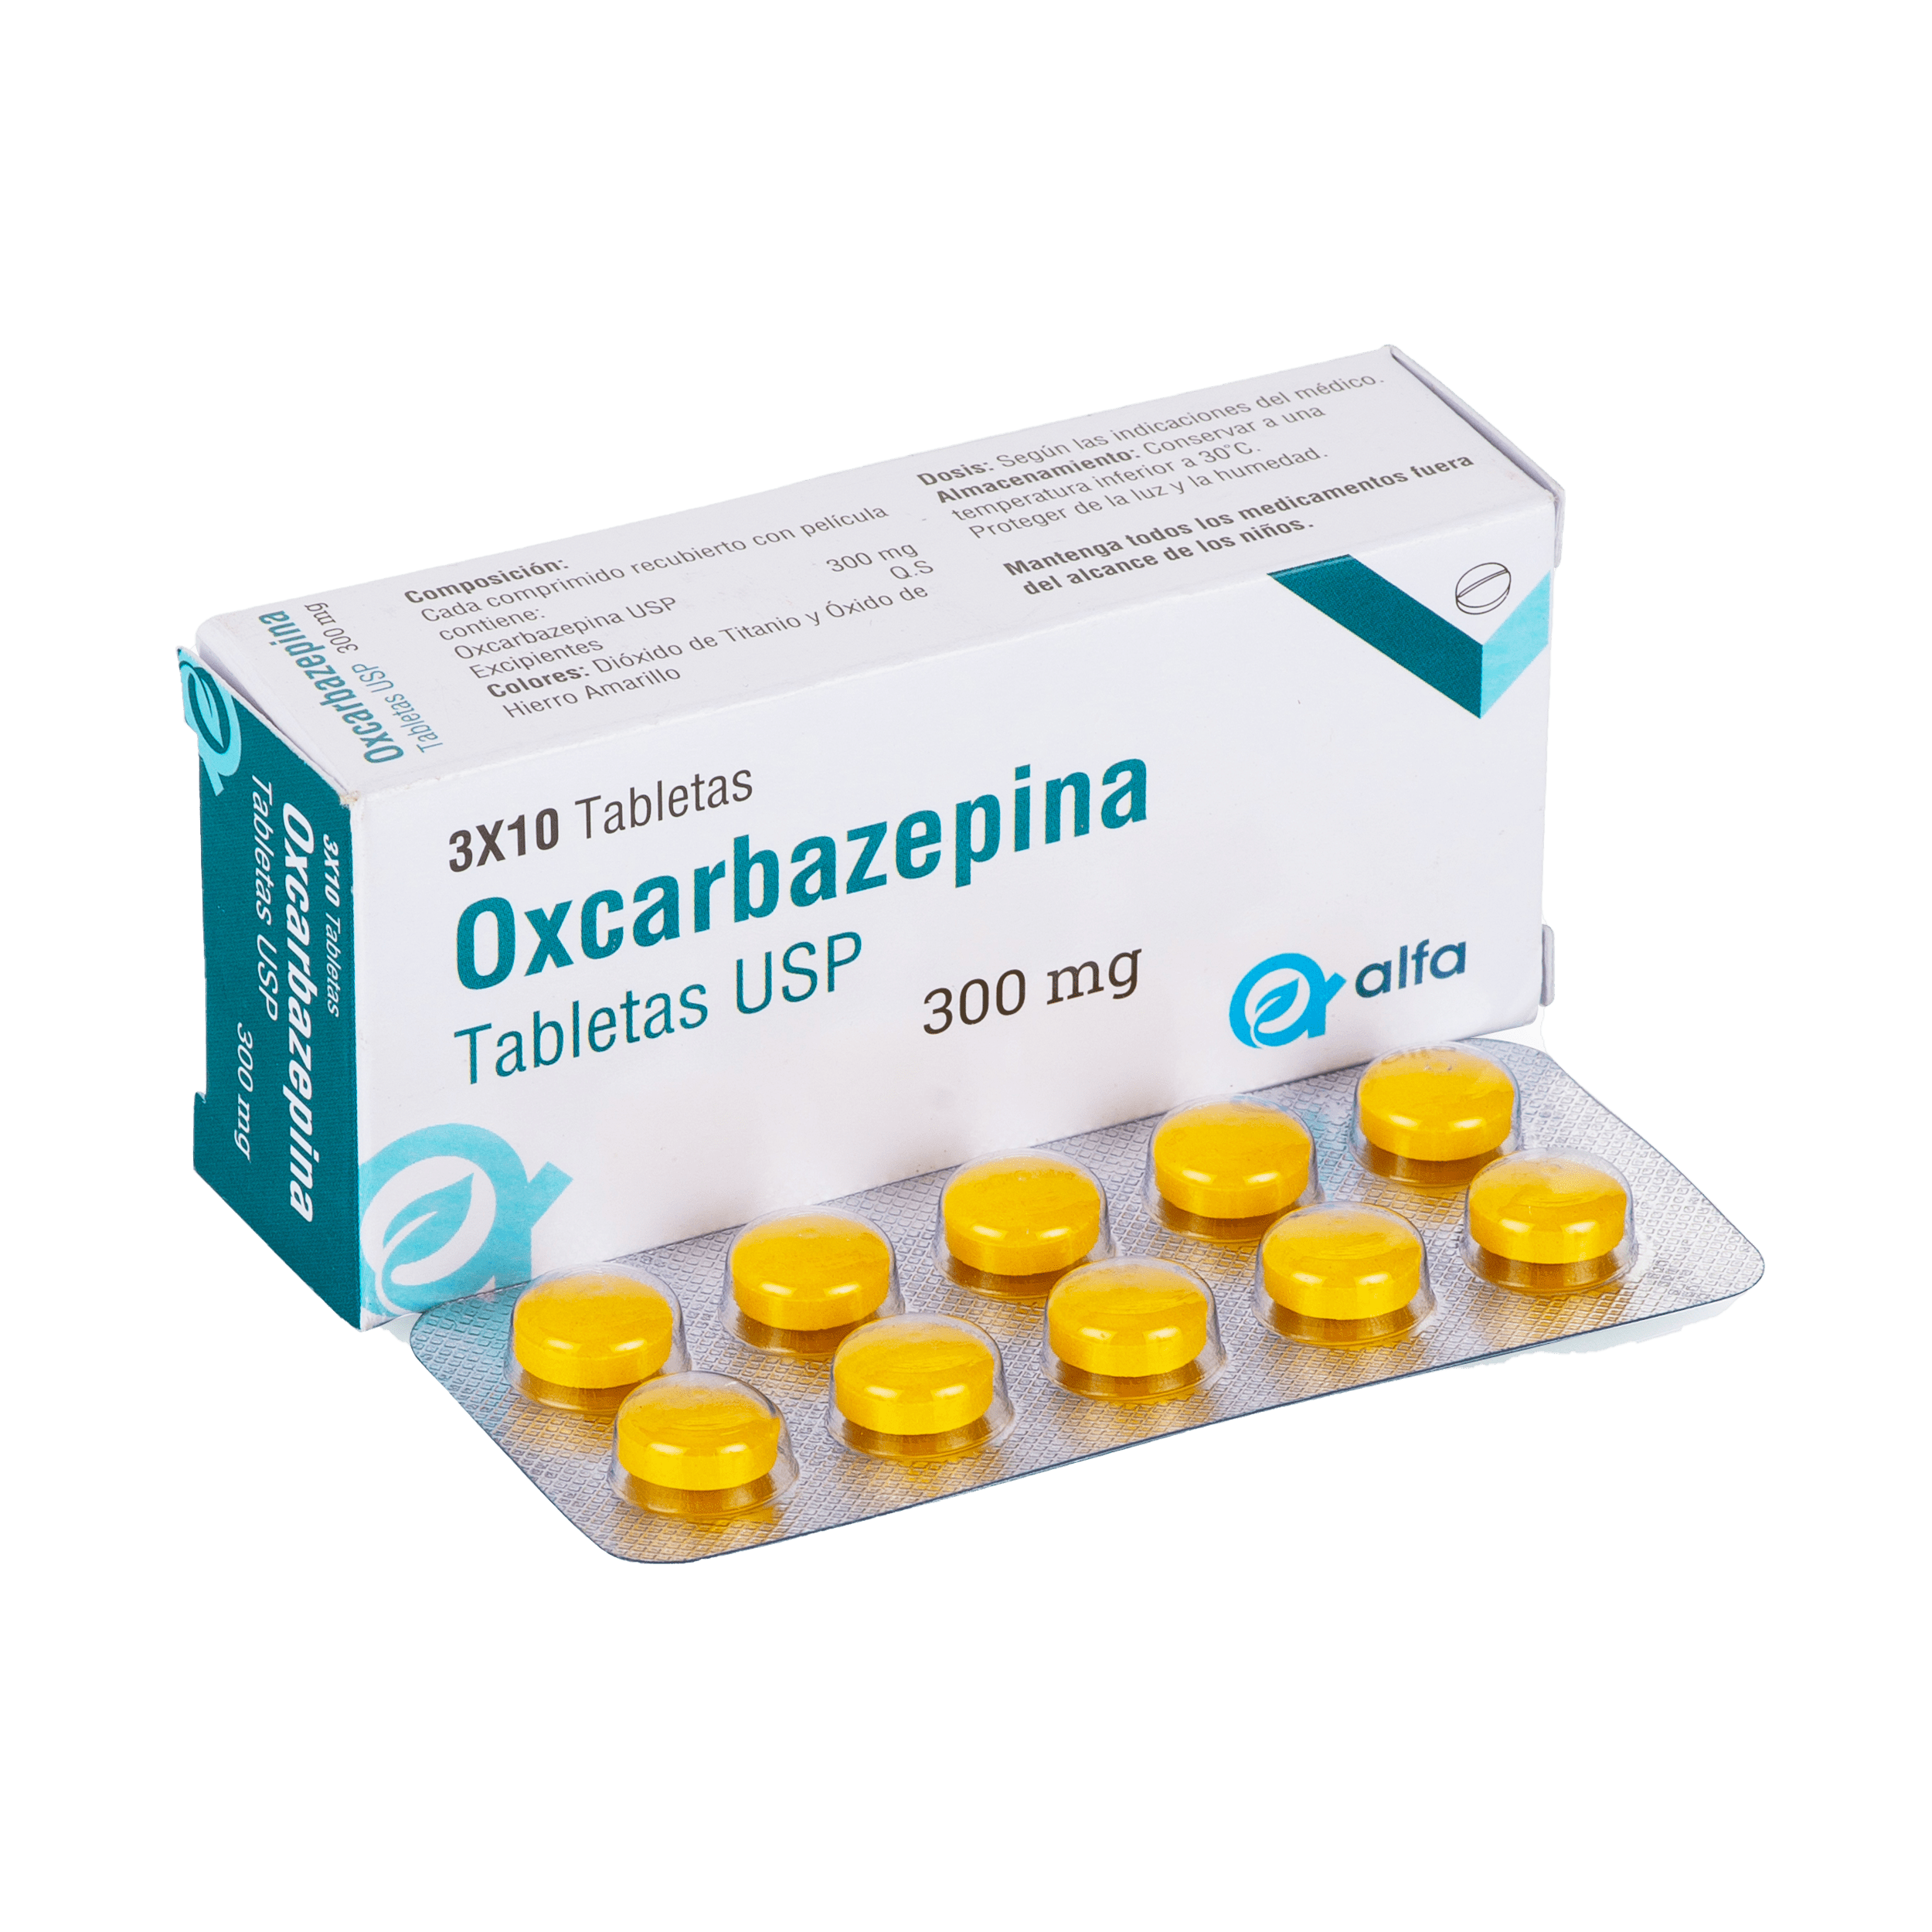 Composición:
Cada comprimido recubierto con película
contiene:
Oxcarbazepina USP 300 mg
Excipientes Q.S
Colores: Dióxido de Titanio y Óxido de
Hierro Amarillo
Dosis: Según las indicaciones del médico.
Almacenamiento: Conservar a una
temperatura inferior a 30°C.
Proteger de la luz y la humedad.
Mantenga todos los medicamentos fuera
del alcance de los niños.
Oxcarbazepina
Tabletas USP 300 mg
3X10 Tabletas
Oxcarbazepina
Tabletas USP 300 mg
alfa
3X10 Tabletas
Oxcarbazepina
Tabletas USP 300 mg